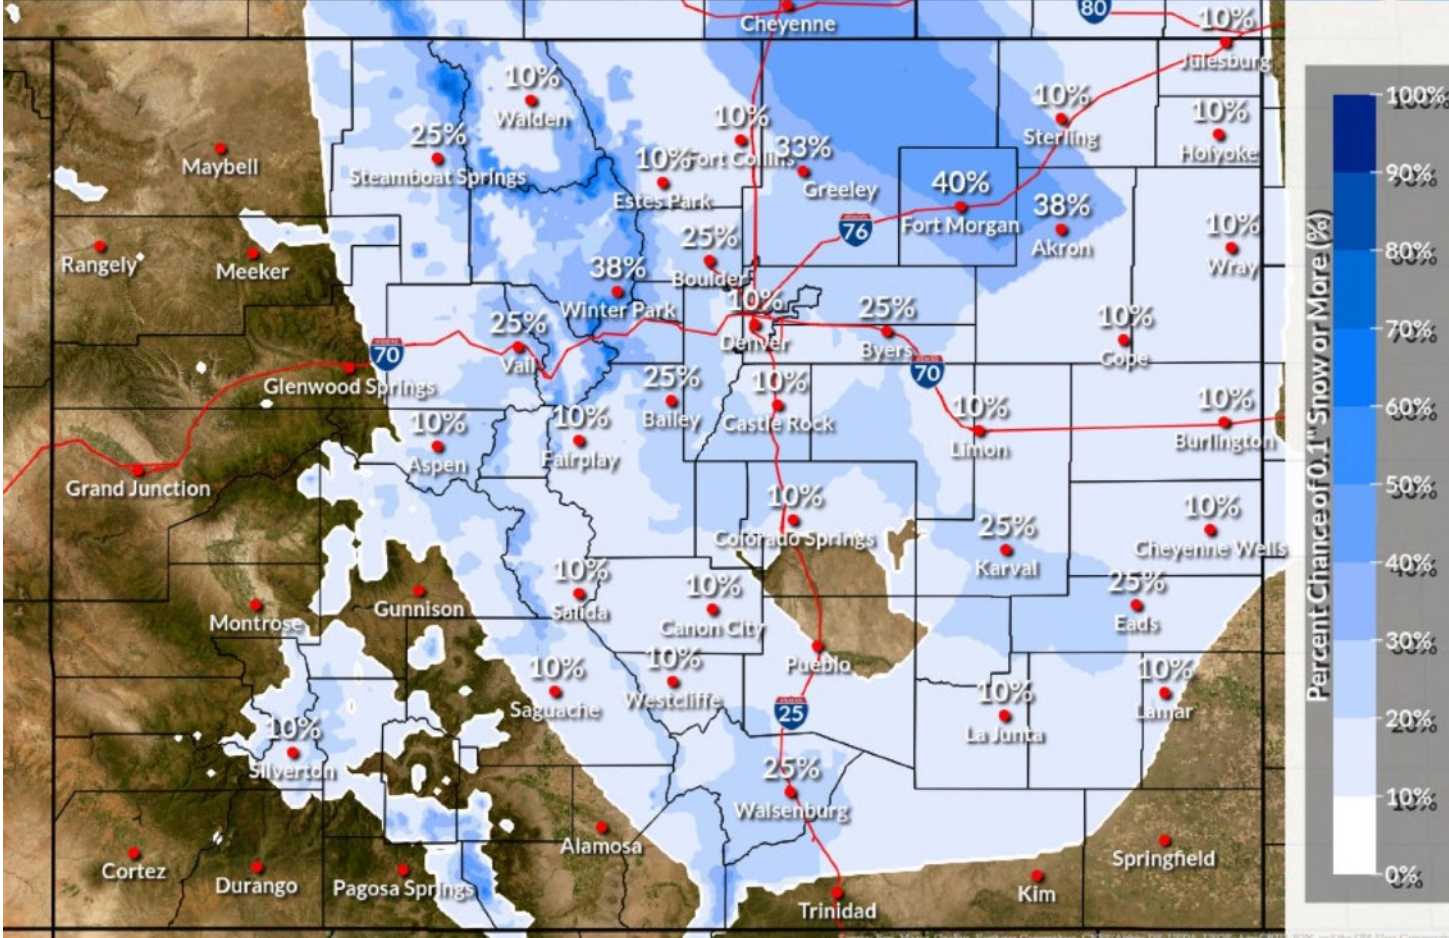 80
10%
Cheyenne
Julesburg
10%
Walden
10%
Sterling
10%
Holyoke
10%
Fort Collins
33%
Greeley
25%
Steamboat Springs
10%
Estes Park
Maybell
40%
Fort Morgan
38%
Akron
76
10%
Wray
Rangely
Meeker
25%
Boulder
38%
Winter Park
10%
Denver
25%
Byers
10%
Cope
25%
Vail
70
Glenwood Springs
70
25%
Bailey
10%
Castle Rock
10%
Limon
10%
Burlington
10%
Aspen
10%
Fairplay
Grand Junction
10%
Colorado Springs
25%
Karval
10%
Cheyenne Wells
10%
Salida
10%
Canon City
25%
Eads
Gunnison
Montrose
Pueblo
10%
Saguache
10%
Westcliffe
25
10%
La Junta
10%
Lamar
10%
Silverton
25%
Walsenburg
Alamosa
Springfield
Cortez
Durango
Pagosa Springs
Kim
Trinidad
Percent Chance of 0.1" Snow or More (%)
100%
90%
80%
70%
60%
50%
40%
30%
20%
10%
0%